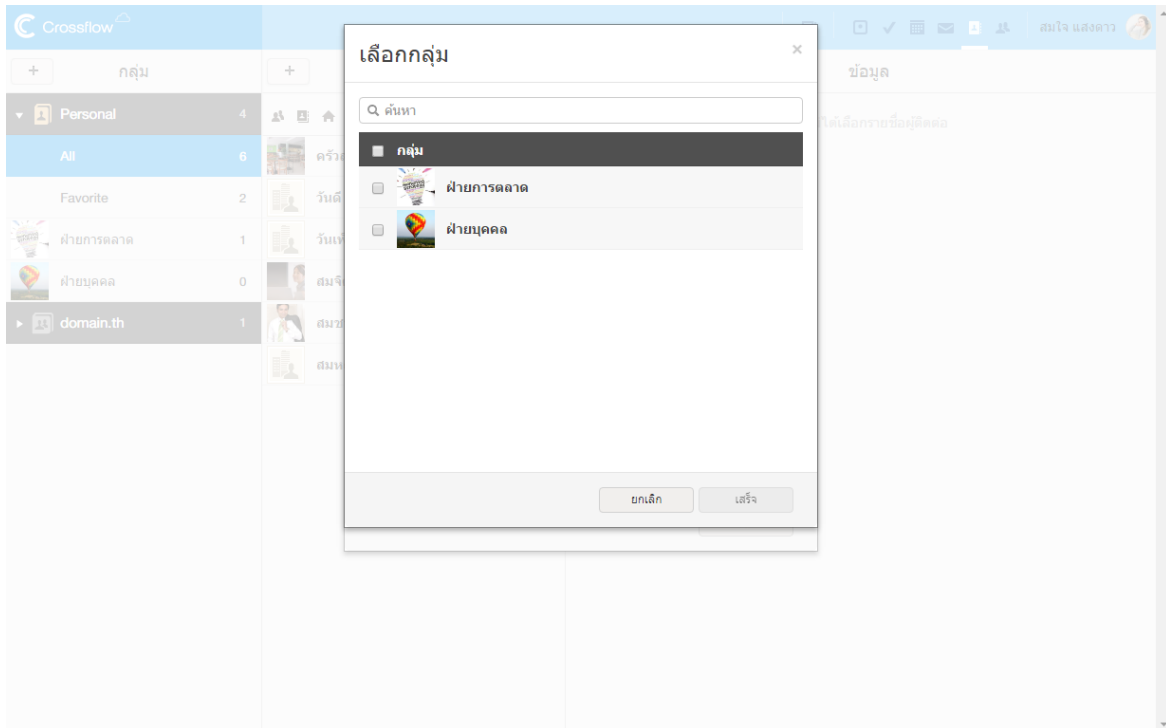 Crossflow
สมใจ แสงดาว
+ กลุ่ม
+
ข้อมูล
Personal 4
All 6
Favorite 2
ฝ่ายการตลาด 1
ฝ่ายบุคคล 0
domain.th 1
วันดี
เลือกกลุ่ม ×
ค้นหา
กลุ่ม
ฝ่ายการตลาด
ฝ่ายบุคคล
ยกเลิก เสร็จ